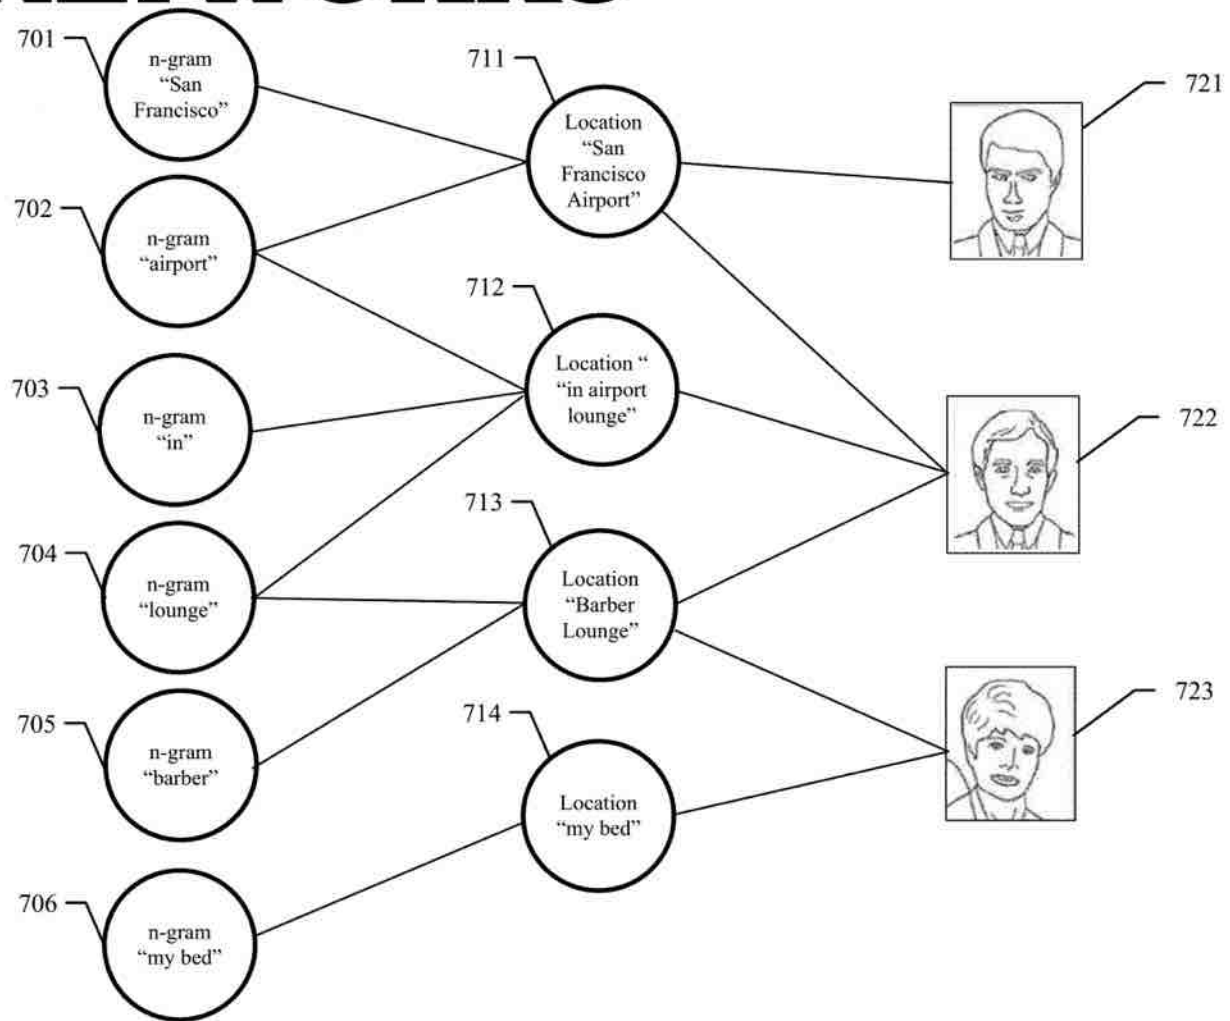 701
n-gram
“San
Francisco”
702
n-gram
“airport”
703
n-gram
“in”
704
n-gram
“lounge”
705
n-gram
“barber”
706
n-gram
“my bed”
711
Location
“San
Francisco
Airport”
712
Location “
“in airport
lounge”
713
Location
“Barber
Lounge”
714
Location
“my bed”
721
722
723